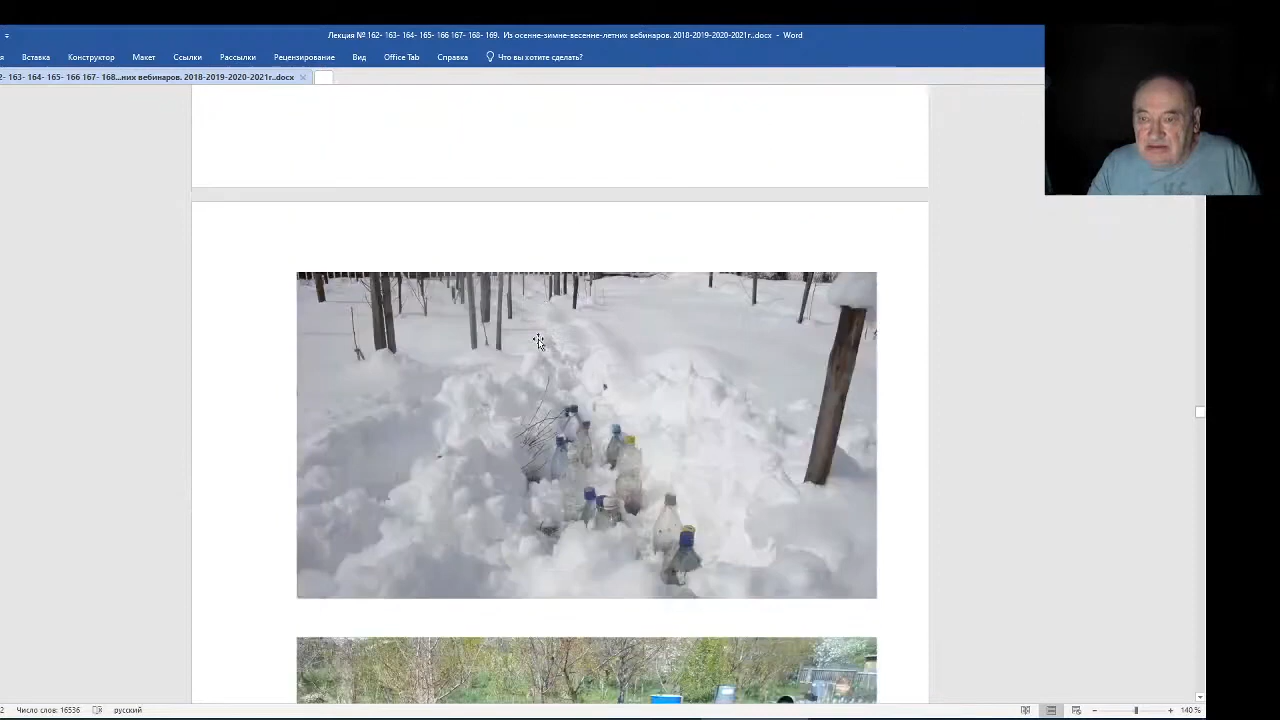 Лекция № 162- 163- 164- 165- 166 167- 168- 169. Из осенне-зимне-весенне-летних вебинаров. 2018-2019-2020-2021г..docx - Word
Вставка Конструктор Макет Ссылки Рассылки Рецензирование Вид Office Tab Справка Что вы хотите сделать?
2- 163- 164- 165- 166 167- 168...них вебинаров. 2018-2019-2020-2021г..docx
2 Число слов: 16536 русский 140 %